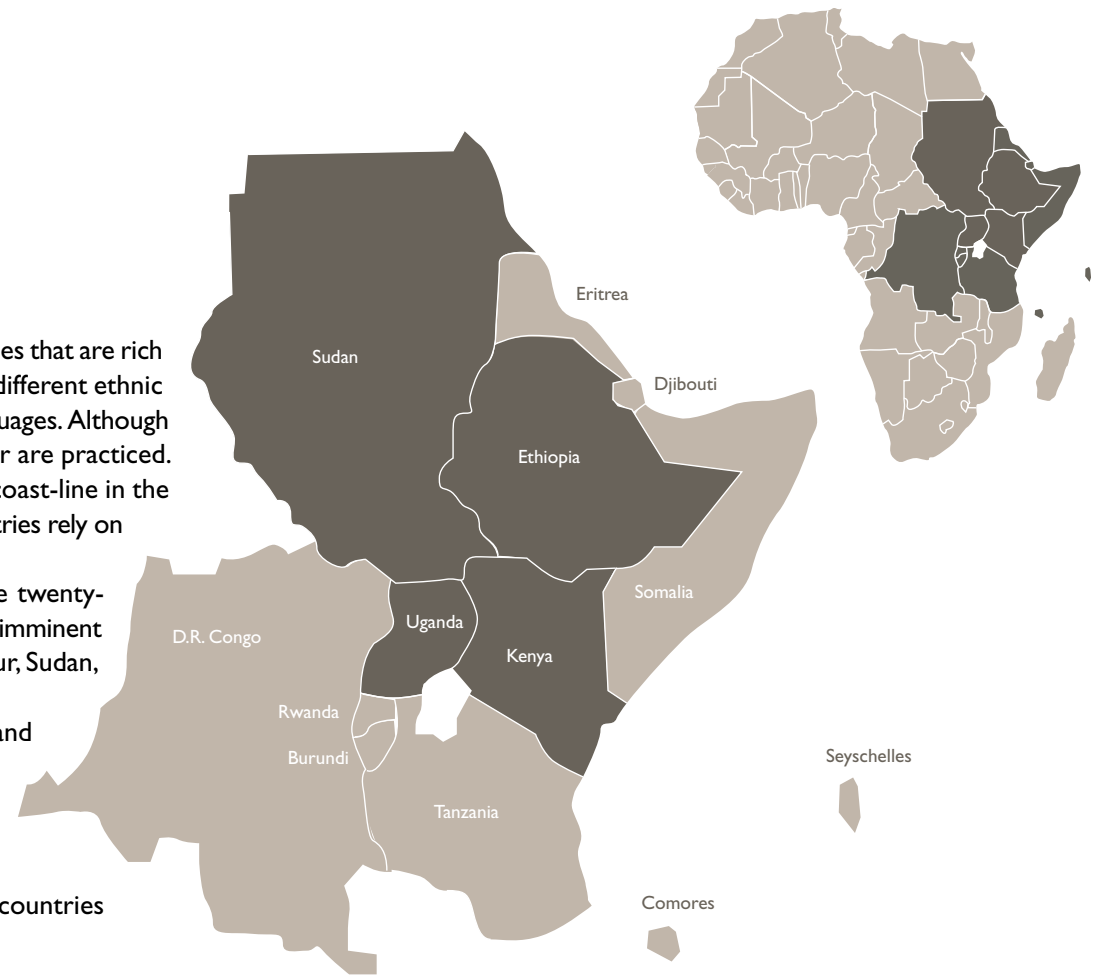 es that are rich
different ethnic
uages. Although
r are practiced.
coast-line in the
tries rely on
e twenty-
imminent
ur, Sudan,
and
countries
Eritrea
Sudan
Djibouti
Ethiopia
Somalia
Uganda
D.R. Congo
Kenya
Rwanda
Burundi
Seyschelles
Tanzania
Comores